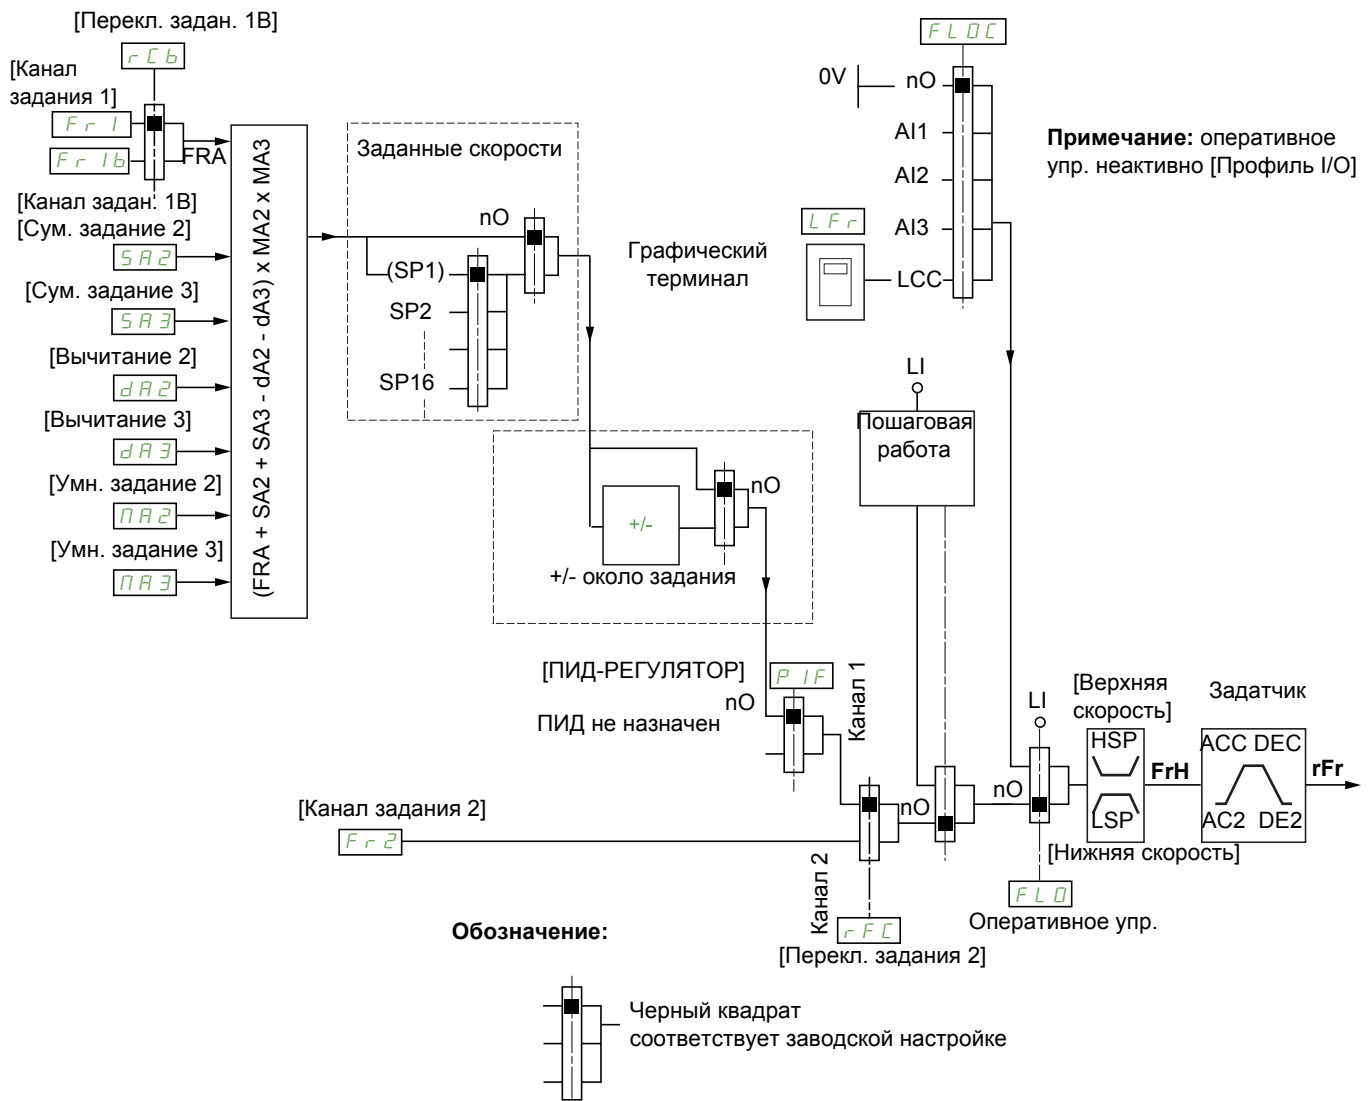 [Перекл. задан. 1B]
rCb
[Канал
задания 1]
Fr1
Fr1b
FRA
[Канал задан. 1B]
[Сум. задание 2]
SA2
[Сум. задание 3]
SA3
[Вычитание 2]
dA2
[Вычитание 3]
dA3
[Умн. задание 2]
MA2
[Умн. задание 3]
MA3
(FRA + SA2 + SA3 - dA2 - dA3) x MA2 x MA3
Заданные скорости
nO
(SP1)
SP2
SP16
+/-
nO
+/- около задания
FLOC
0V
nO
AI1
AI2
AI3
LCC
LFr
Графический
терминал
Примечание: оперативное
упр. неактивно [Профиль I/O]
LI
Пошаговая
работа
[ПИД-РЕГУЛЯТОР]
PIF
nO
ПИД не назначен
Канал 1
[Канал задания 2]
Fr2
Канал 2
rFC
[Перекл. задания 2]
nO
nO
LI
FLO
Оперативное упр.
[Верхняя
скорость]
HSP
LSP
[Нижняя скорость]
FrH
Задатчик
ACC DEC
AC2 DE2
rFr
Обозначение:
Черный квадрат
соответствует заводской настройке